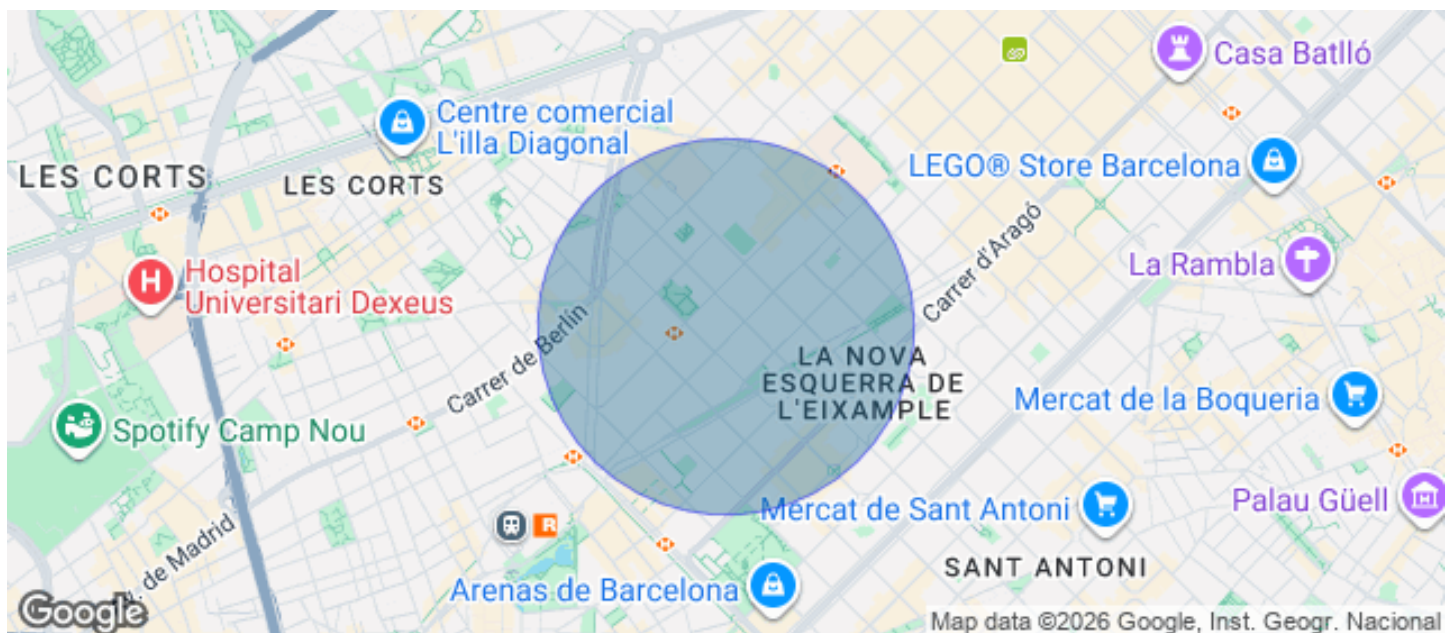 Casa Batlló
Centre comercial
L'illa Diagonal
LES CORTS
LES CORTS
LEGO® Store Barcelona
Carrer d'Aragó
La Rambla
H
Hospital
Universitari Dexeus
Carrer de Berlín
LA NOVA
ESQUERRA DE
L'EIXAMPLE
Mercat de la Boqueria
Spotify Camp Nou
Mercat de Sant Antoni
Palau Güell
R
. de Madrid
SANT ANTONI
Arenas de Barcelona
Google
Map data ©2026 Google, Inst. Geogr. Nacional